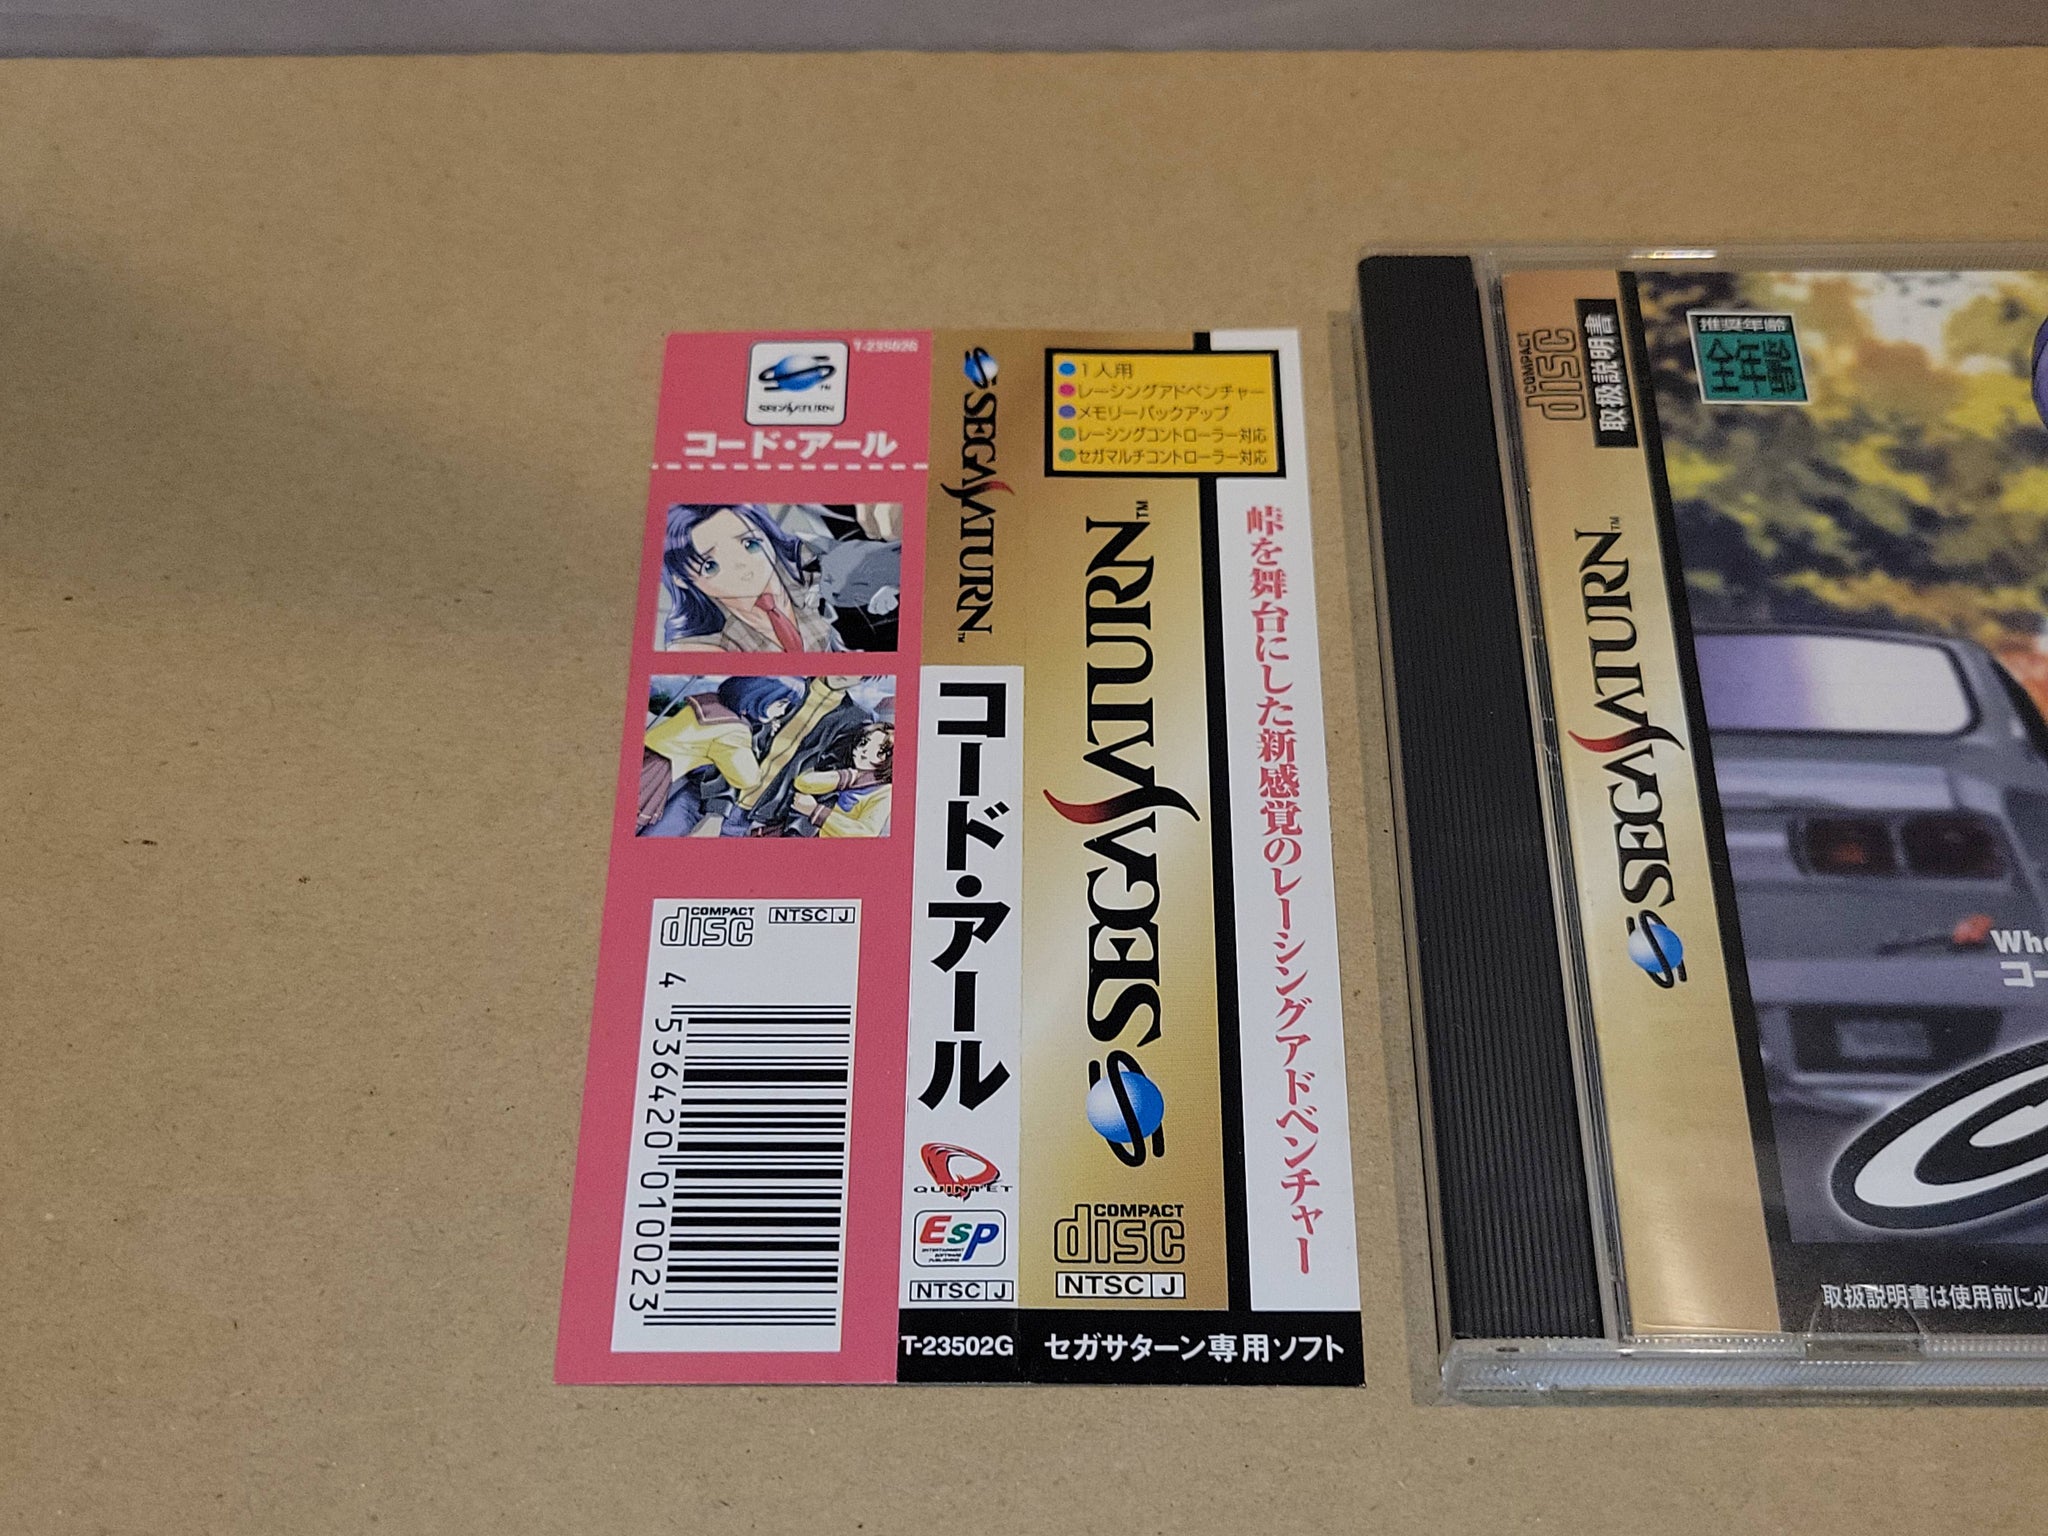 T-23502G
SEGA SATURN
コード・アール
COMPACT disc
NTSC J
4 536420 010023
SEGA SATURN™
コード・アール
QUINTET
ESP
ENTERTAINMENT SOFTWARE PUBLISHING
NTSC J
T-23502G
1人用
レーシングアドベンチャー
メモリーバックアップ
レーシングコントローラー対応
セガマルチコントローラー対応
SEGA SATURN™
COMPACT disc
NTSC J
セガサターン専用ソフト
峠を舞台にした新感覚のレーシングアドベンチャー
COMPACT disc
取扱説明書
SEGA SATURN™
推奨年齢
全年齢
取扱説明書は使用前に必